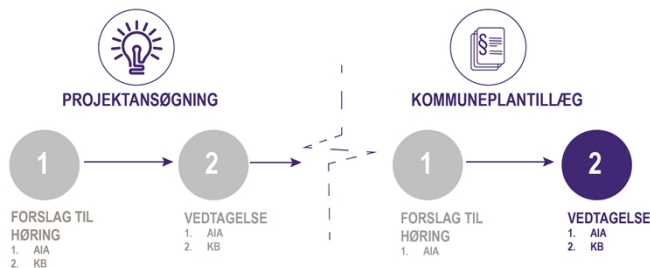 PROJEKTANSØGNING
1
2
FORSLAG TIL
HØRING
1. AIA
2. KB
VEDTAGELSE
1. AIA
2. KB
§
KOMMUNEPLANTILLÆG
1
2
FORSLAG TIL
HØRING
1. AIA
VEDTAGELSE
1. AIA
2. KB